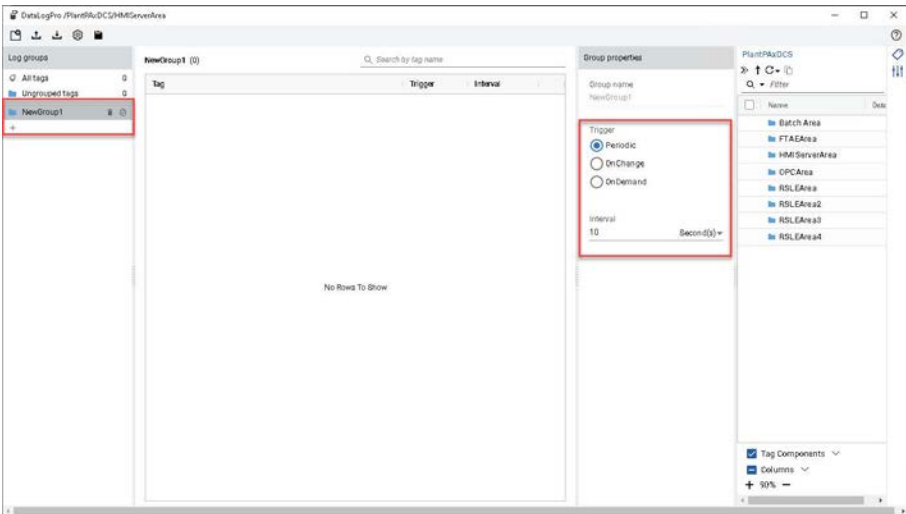 DataLogPro /PlantPAxDCS/HMIServerArea
Log groups
All tags 0
Ungrouped tags 0
NewGroup1
+
NewGroup1 (0)
Search by tag name
Tag Trigger Interval
No Rows To Show
Group properties
Group name
NewGroup1
Trigger
Periodic
OnChange
OnDemand
Interval
10 Second(s)
PlantPAxDCS
Filter
Name
Batch Area
FTAEArea
HMIServerArea
OPCArea
RSLEArea
RSLEArea2
RSLEArea3
RSLEArea4
Tag Components
Columns
+ 90% −